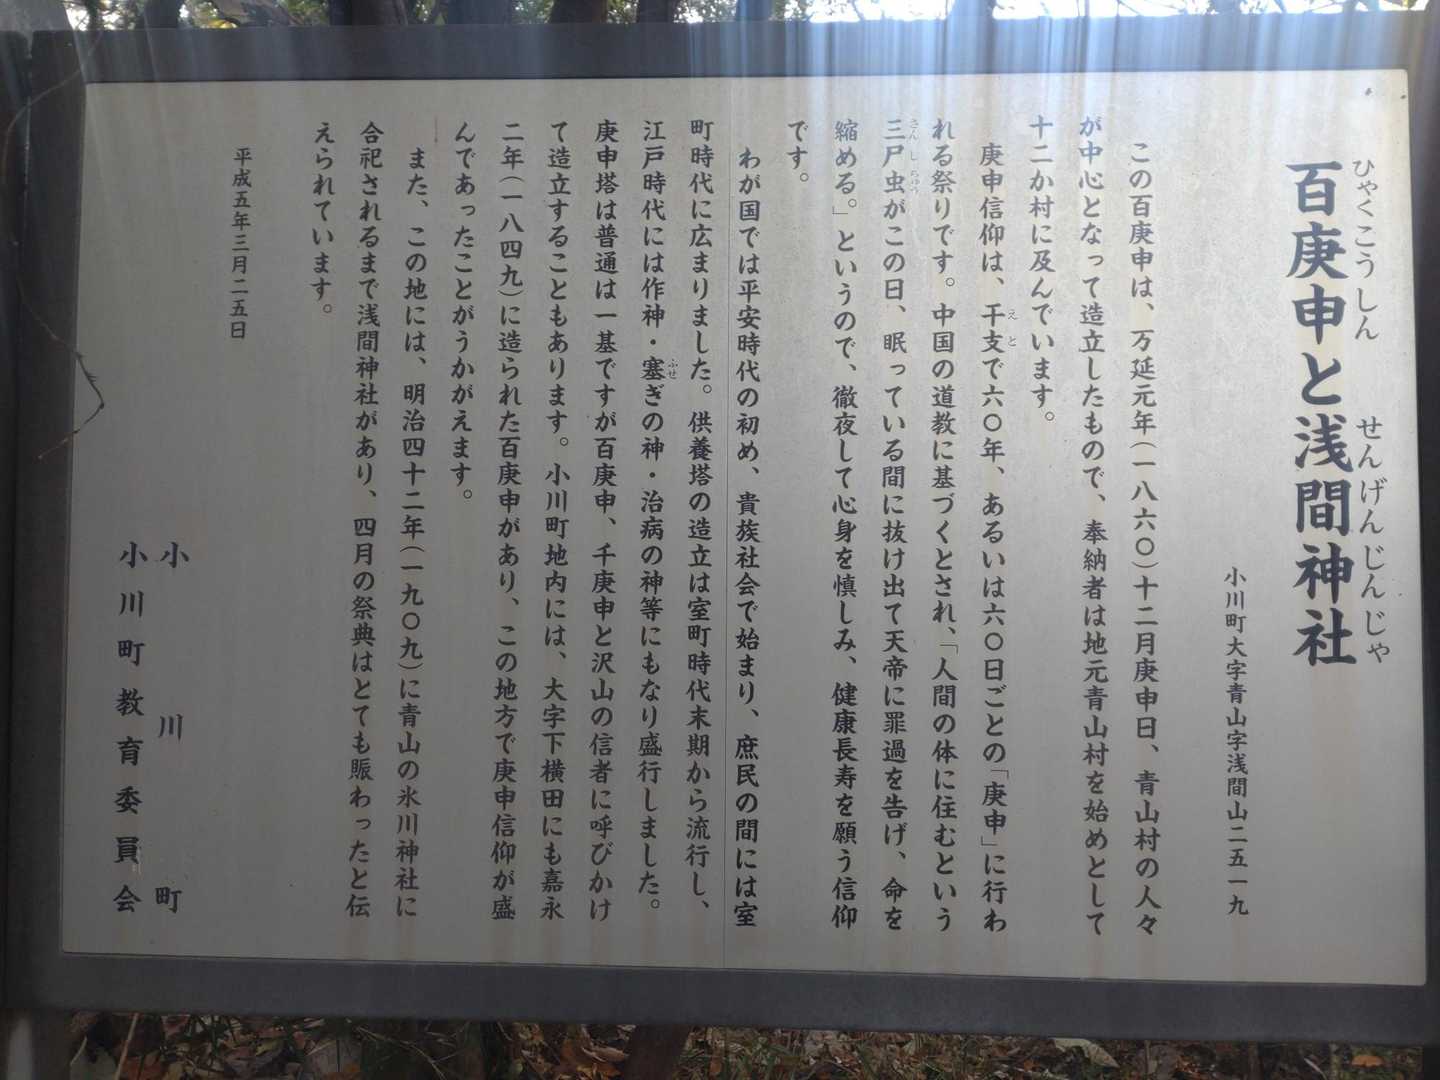 ひゃくこうしん せんげんじんじゃ
百庚申と浅間神社
小川町大字青山字浅間山二五一九
この百庚申は、万延元年（一八六〇）十二月庚申日、青山村の人々
が中心となって造立したもので、奉納者は地元青山村を始めとして
十二か村に及んでいます。
庚申信仰は、干支で六〇年、あるいは六〇日ごとの「庚申」に行わ
れる祭りです。中国の道教に基づくとされ、「人間の体に住むという
三尸虫がこの日、眠っている間に抜け出て天帝に罪過を告げ、命を
縮める。」というので、徹夜して心身を慎しみ、健康長寿を願う信仰
です。
わが国では平安時代の初め、貴族社会で始まり、庶民の間には室
町時代に広まりました。供養塔の造立は室町時代末期から流行し、
江戸時代には作神・塞ぎの神・治病の神等にもなり盛行しました。
庚申塔は普通は一基ですが百庚申、千庚申と沢山の信者に呼びかけ
て造立することもあります。小川町地内には、大字下横田にも嘉永
二年（一八四九）に造られた百庚申があり、この地方で庚申信仰が盛
んであったことがうかがえます。
また、この地には、明治四十二年（一九〇九）に青山の氷川神社に
合祀されるまで浅間神社があり、四月の祭典はとても賑わったと伝
えられています。
平成五年三月二五日
小川町
小川町教育委員会